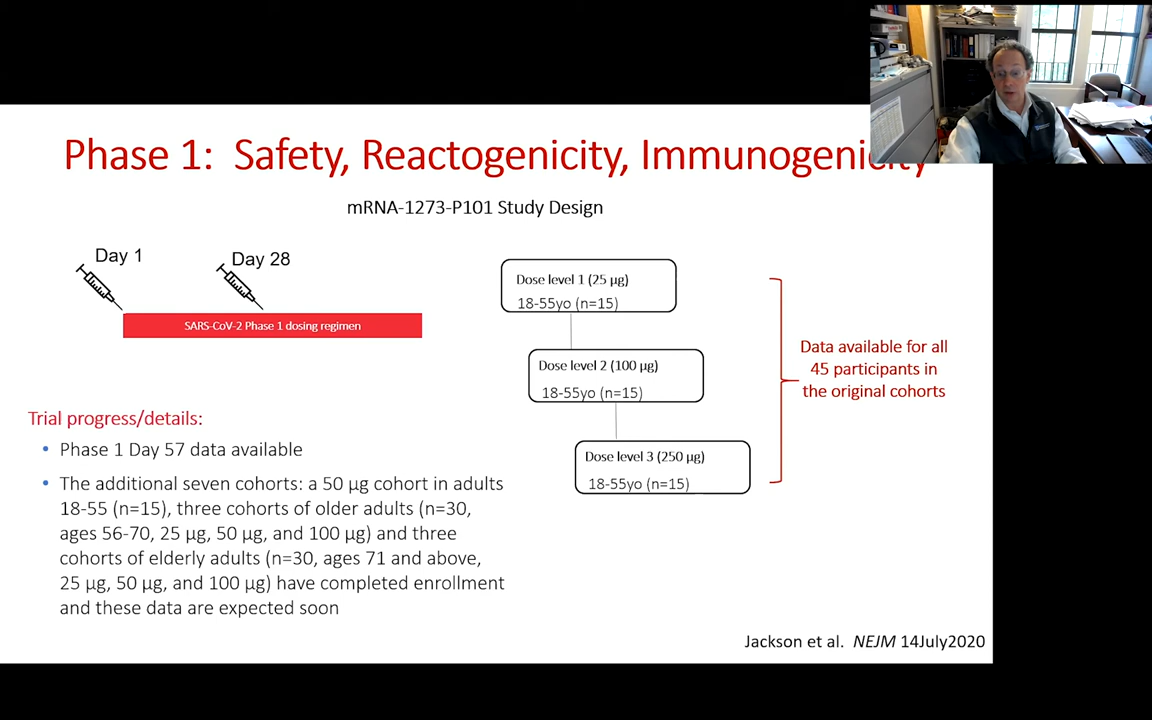 Phase 1: Safety, Reactogenicity, Immunogenicity
mRNA-1273-P101 Study Design
Day 1
Day 28
SARS-CoV-2 Phase 1 dosing regimen
Dose level 1 (25 µg)
18-55yo (n=15)
Dose level 2 (100 µg)
18-55yo (n=15)
Dose level 3 (250 µg)
18-55yo (n=15)
Data available for all
45 participants in
the original cohorts
Trial progress/details:
• Phase 1 Day 57 data available
• The additional seven cohorts: a 50 µg cohort in adults
18-55 (n=15), three cohorts of older adults (n=30,
ages 56-70, 25 µg, 50 µg, and 100 µg) and three
cohorts of elderly adults (n=30, ages 71 and above,
25 µg, 50 µg, and 100 µg) have completed enrollment
and these data are expected soon
Jackson et al. NEJM 14July2020